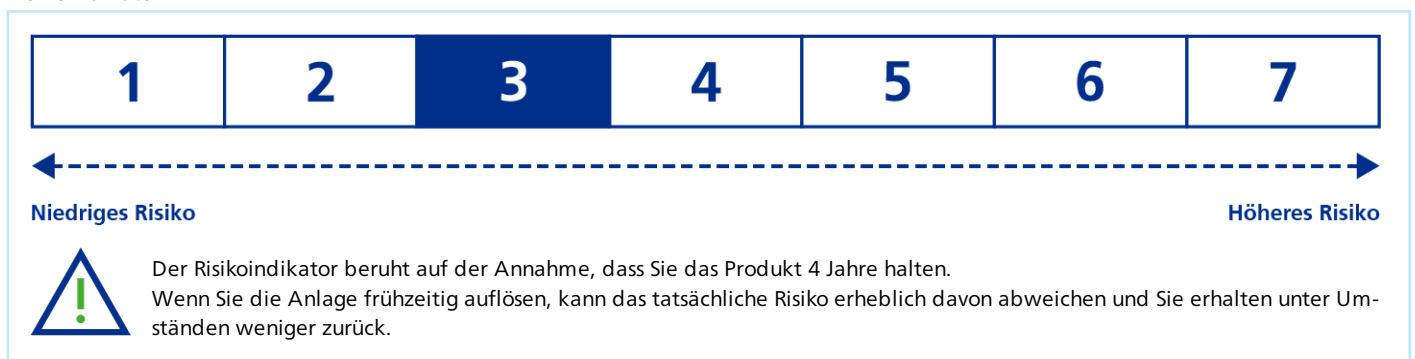 1 2 3 4 5 6 7
Niedriges Risiko Höheres Risiko
Der Risikoindikator beruht auf der Annahme, dass Sie das Produkt 4 Jahre halten.
Wenn Sie die Anlage frühzeitig auflösen, kann das tatsächliche Risiko erheblich davon abweichen und Sie erhalten unter Um-
ständen weniger zurück.